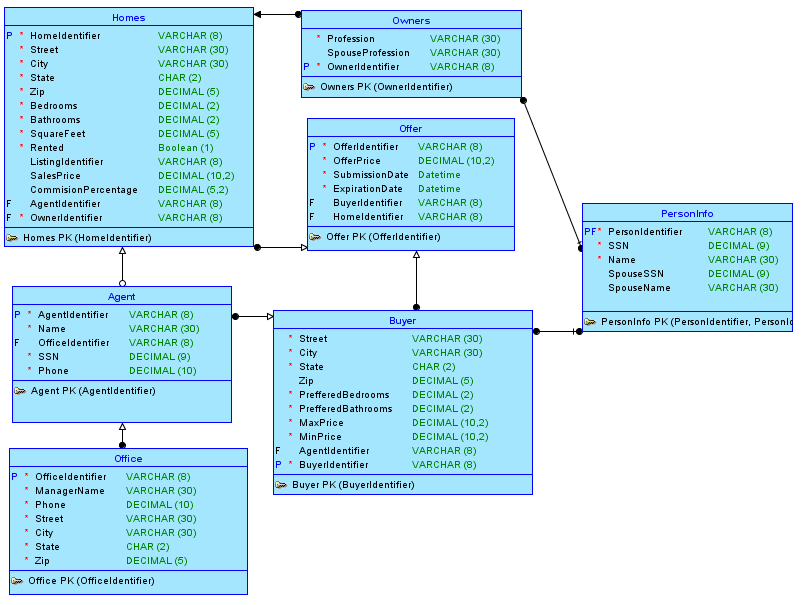 Homes
P * HomeIdentifier VARCHAR (8)
* Street VARCHAR (30)
* City VARCHAR (30)
* State CHAR (2)
* Zip DECIMAL (5)
* Bedrooms DECIMAL (2)
* Bathrooms DECIMAL (2)
* SquareFeet DECIMAL (5)
* Rented Boolean (1)
ListingIdentifier VARCHAR (8)
SalesPrice DECIMAL (10,2)
CommisionPercentage DECIMAL (5,2)
F AgentIdentifier VARCHAR (8)
F * OwnerIdentifier VARCHAR (8)
Homes PK (HomeIdentifier)
Owners
* Profession VARCHAR (30)
SpouseProfession VARCHAR (30)
P * OwnerIdentifier VARCHAR (8)
Owners PK (OwnerIdentifier)
Offer
P * OfferIdentifier VARCHAR (8)
* OfferPrice DECIMAL (10,2)
* SubmissionDate Datetime
* ExpirationDate Datetime
F BuyerIdentifier VARCHAR (8)
F HomeIdentifier VARCHAR (8)
Offer PK (OfferIdentifier)
PersonInfo
PF * PersonIdentifier VARCHAR (8)
* SSN DECIMAL (9)
* Name VARCHAR (30)
SpouseSSN DECIMAL (9)
SpouseName VARCHAR (30)
PersonInfo PK (PersonIdentifier, PersonId
Agent
P * AgentIdentifier VARCHAR (8)
* Name VARCHAR (30)
F OfficeIdentifier VARCHAR (8)
* SSN DECIMAL (9)
* Phone DECIMAL (10)
Agent PK (AgentIdentifier)
Buyer
* Street VARCHAR (30)
* City VARCHAR (30)
* State CHAR (2)
Zip DECIMAL (5)
* PrefferedBedrooms DECIMAL (2)
* PrefferedBathrooms DECIMAL (2)
* MaxPrice DECIMAL (10,2)
* MinPrice DECIMAL (10,2)
F AgentIdentifier VARCHAR (8)
P * BuyerIdentifier VARCHAR (8)
Buyer PK (BuyerIdentifier)
Office
P * OfficeIdentifier VARCHAR (8)
* ManagerName VARCHAR (30)
* Phone DECIMAL (10)
* Street VARCHAR (30)
* City VARCHAR (30)
* State CHAR (2)
* Zip DECIMAL (5)
Office PK (OfficeIdentifier)